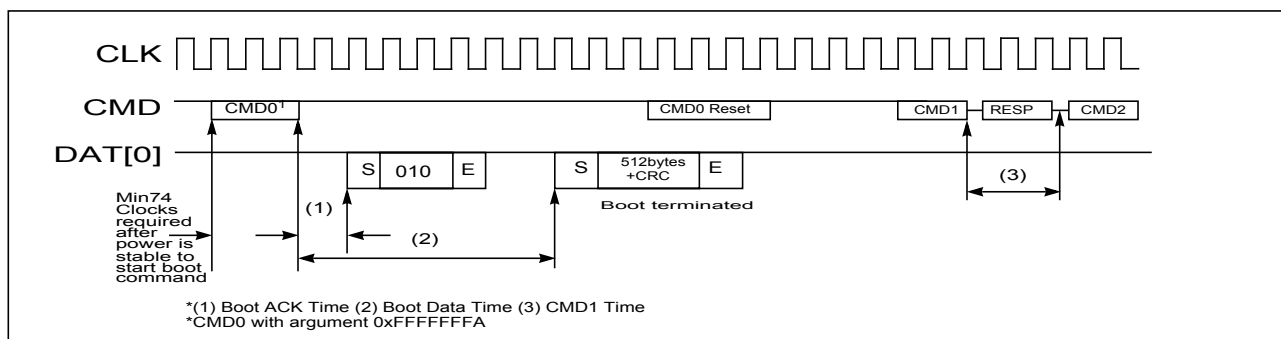 CLK
CMD
CMD0¹
CMD0 Reset
CMD1
RESP
CMD2
DAT[0]
S
010
E
S
512bytes
+CRC
E
Boot terminated
(3)
Min74
Clocks
required
after
power is
stable to
start boot
command
(1)
(2)
*(1) Boot ACK Time (2) Boot Data Time (3) CMD1 Time
*CMD0 with argument 0xFFFFFFFA